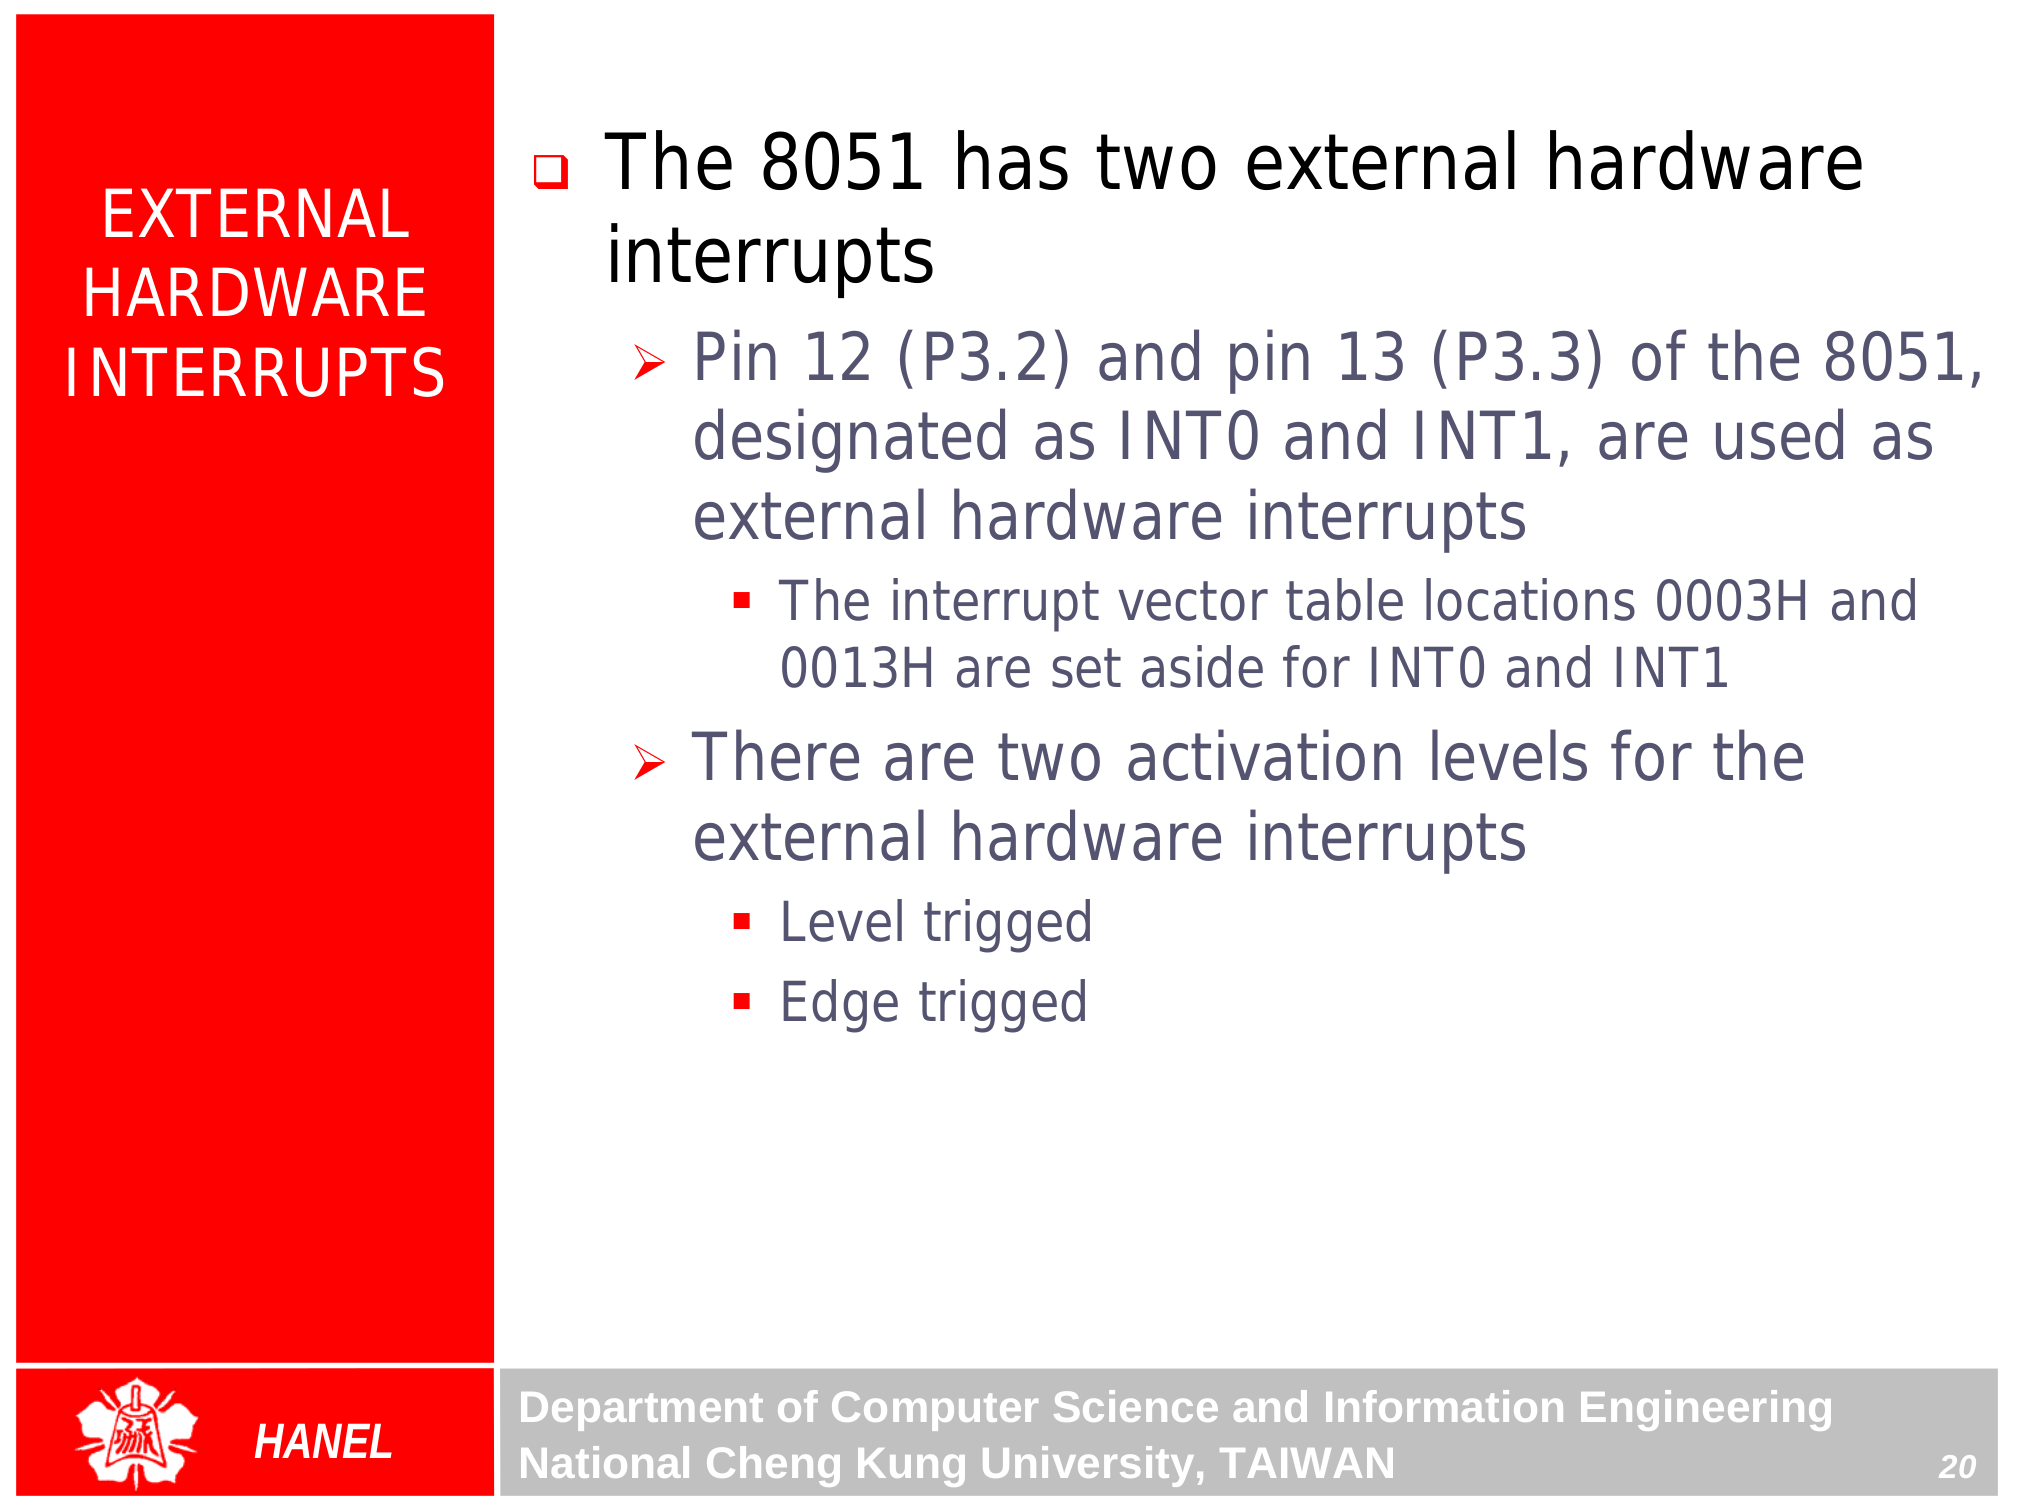 EXTERNAL
HARDWARE
INTERRUPTS
The 8051 has two external hardware
interrupts
Pin 12 (P3.2) and pin 13 (P3.3) of the 8051,
designated as INT0 and INT1, are used as
external hardware interrupts
The interrupt vector table locations 0003H and
0013H are set aside for INT0 and INT1
There are two activation levels for the
external hardware interrupts
Level trigged
Edge trigged
HANEL
Department of Computer Science and Information Engineering
National Cheng Kung University, TAIWAN
20